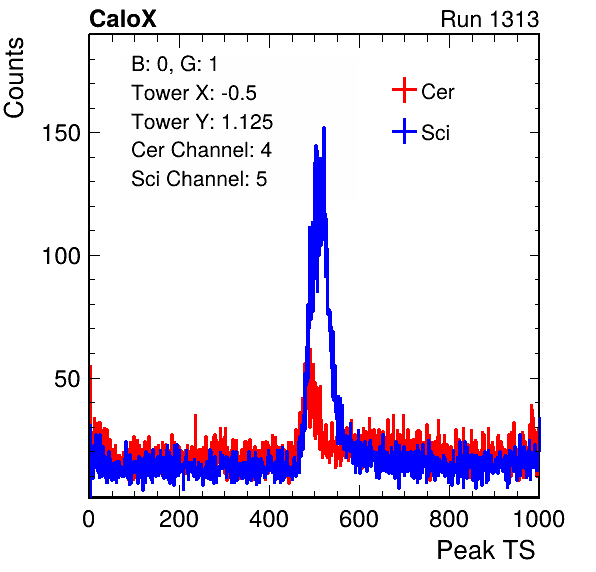 CaloX Run 1313
Counts
B: 0, G: 1
Tower X: -0.5
Tower Y: 1.125
Cer Channel: 4
Sci Channel: 5
Cer
Sci
150
100
50
0 200 400 600 800 1000
Peak TS